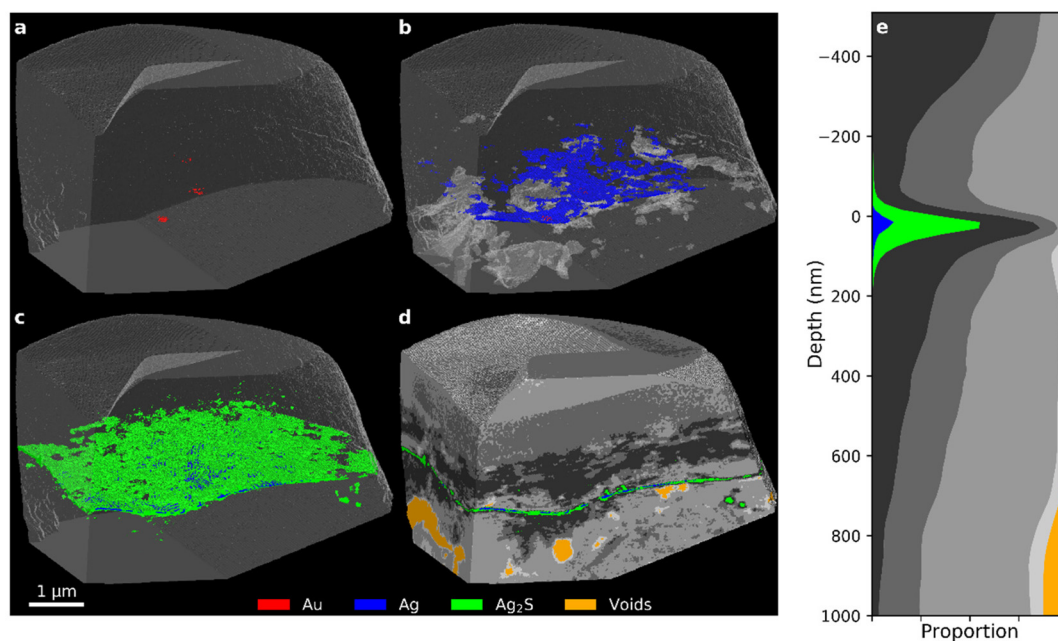 a
b
c
d
1 μm
Au
Ag
Ag₂S
Voids
e
−400
−200
0
200
400
600
800
1000
Depth (nm)
Proportion